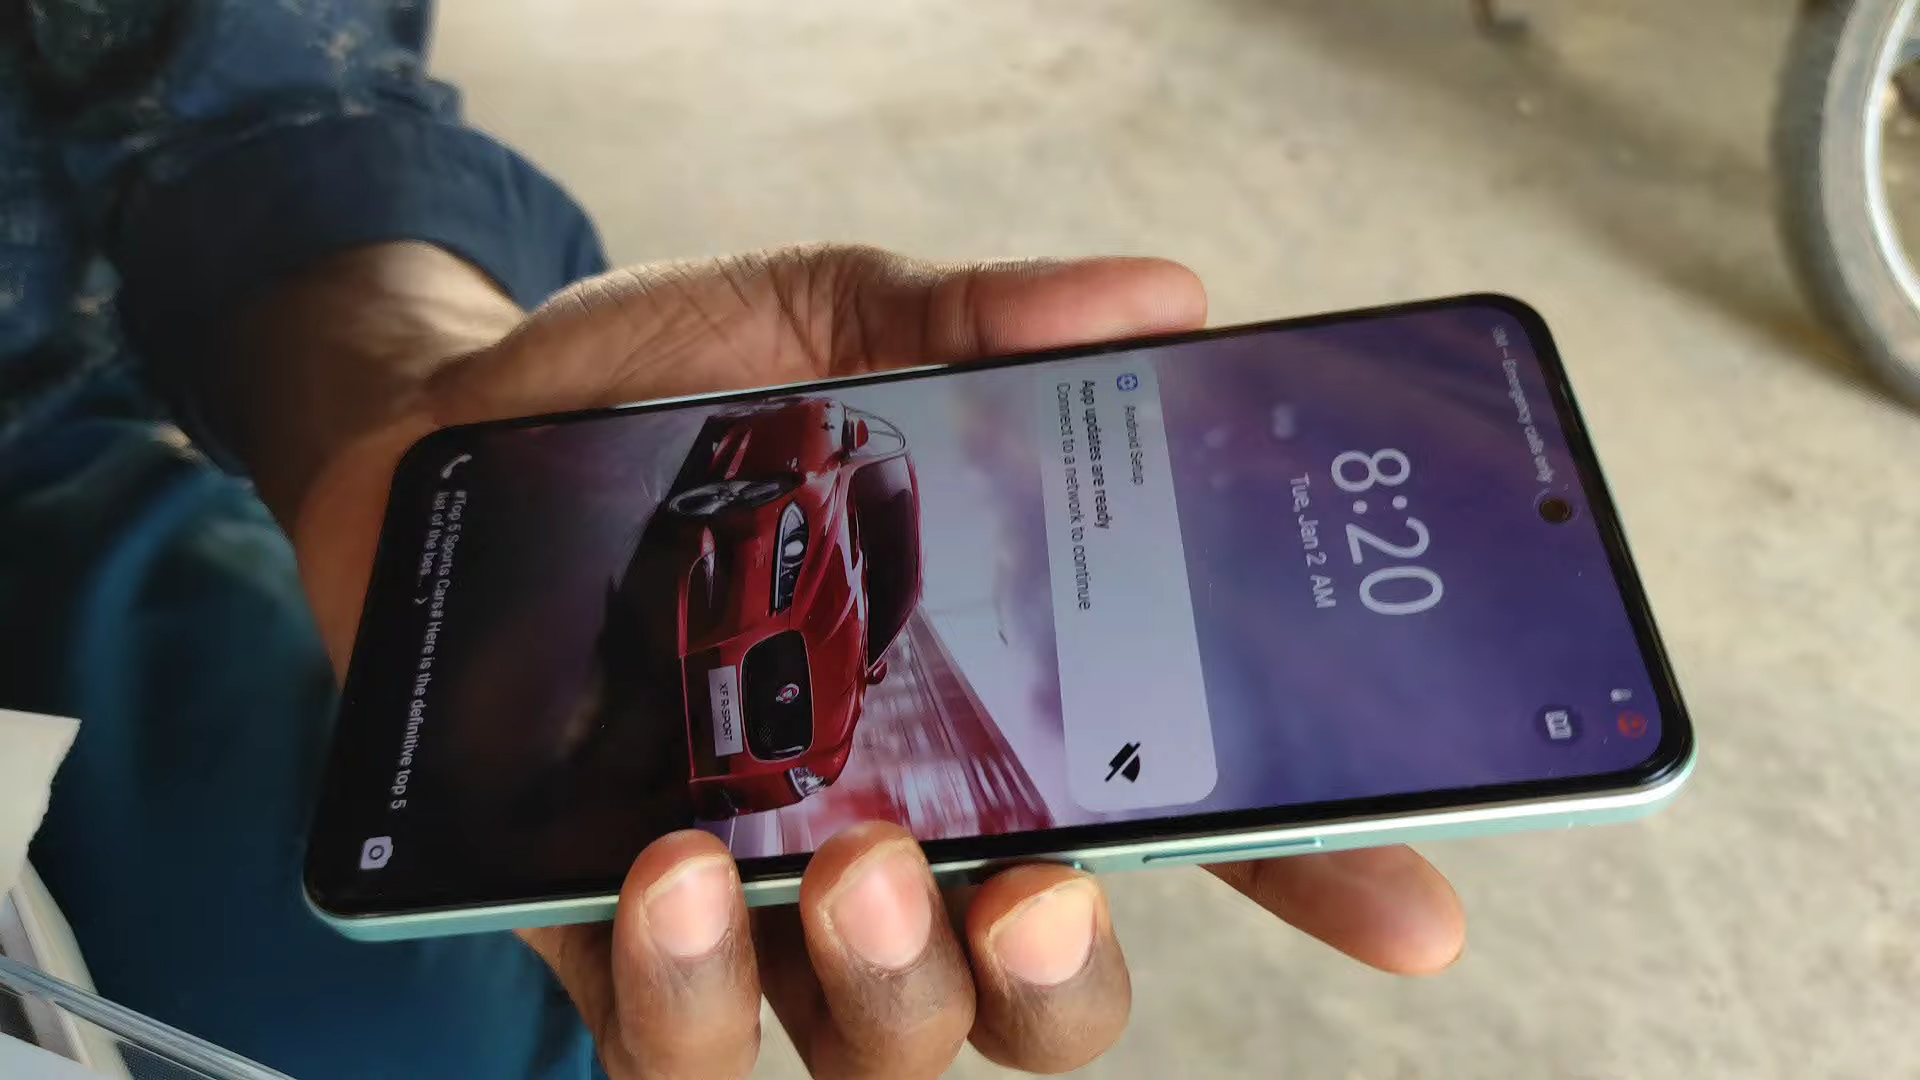 Emergency calls only
8:20
Tue, Jan 2 AM
Android Setup
App updates are ready
Connect to a network to continue
XF R-SPORT
#Top 5 Sports Cars# Here is the definitive top 5
list of the bes...